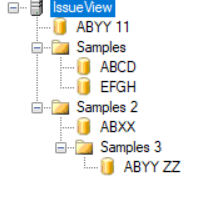 IssueView
ABYY 11
Samples
ABCD
EFGH
Samples 2
ABXX
Samples 3
ABYY ZZ